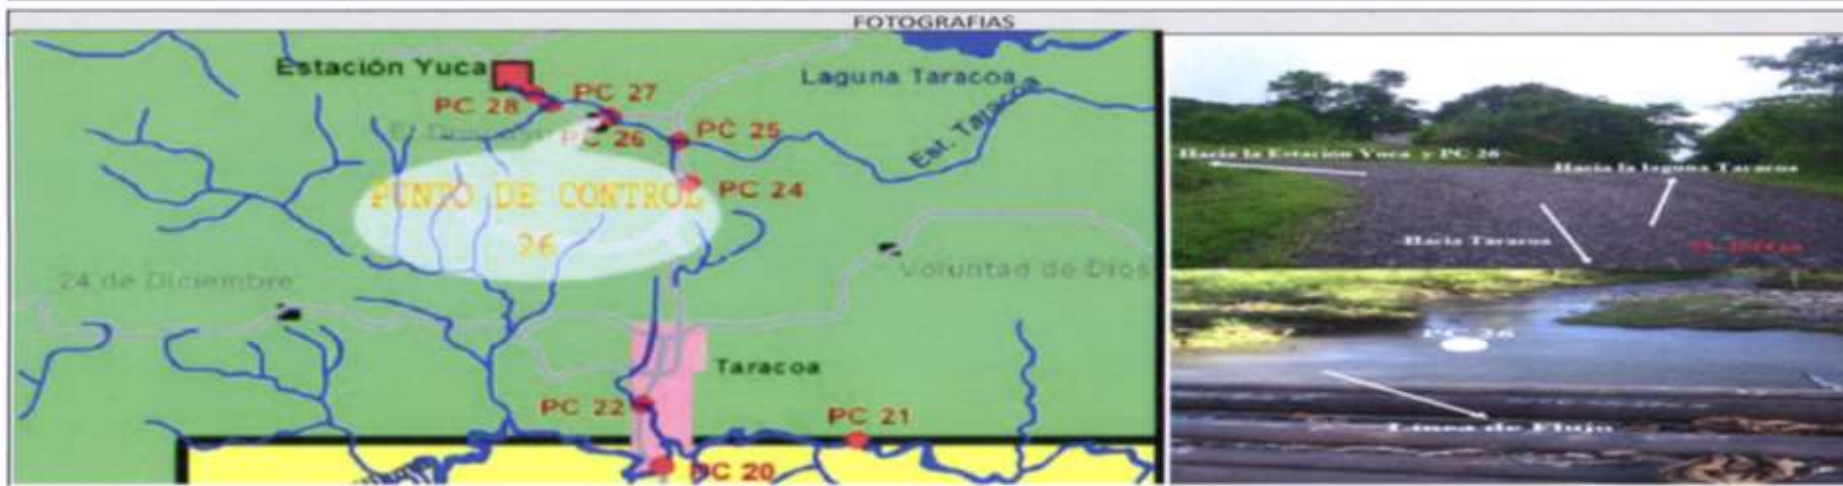 FOTOGRAFIAS
Estación Yuca
Laguna Taracoa
PC 28
PC 27
PC 26
PC 25
Est. Taracoa
PC 24
PUNTO DE CONTROL
26
24 de Diciembre
Voluntad de Dios
Taracoa
PC 22
PC 21
PC 20
Hacia la Estación Yuca y PC 26
Hacia la laguna Taracoa
Hacia Taracoa
PC 26
Linea de Flujo